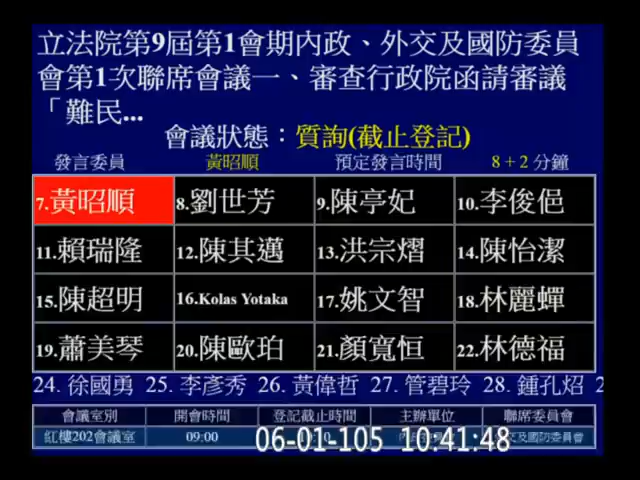 立法院第9屆第1會期內政、外交及國防委員
會第1次聯席會議一、審查行政院函請審議
「難民...
會議狀態：質詢(截止登記)
發言委員 黃昭順 預定發言時間 8 + 2 分鐘
7.黃昭順 8.劉世芳 9.陳亭妃 10.李俊俋
11.賴瑞隆 12.陳其邁 13.洪宗熠 14.陳怡潔
15.陳超明 16.Kolas Yotaka 17.姚文智 18.林麗蟬
19.蕭美琴 20.陳歐珀 21.顏寬恒 22.林德福
24. 徐國勇 25. 李彥秀 26. 黃偉哲 27. 管碧玲 28. 鍾孔炤 2
會議室別 開會時間 登記截止時間 主辦單位 聯席委員會
紅樓202會議室 09:00 交及國防委員會
06-01-105 10:41:48